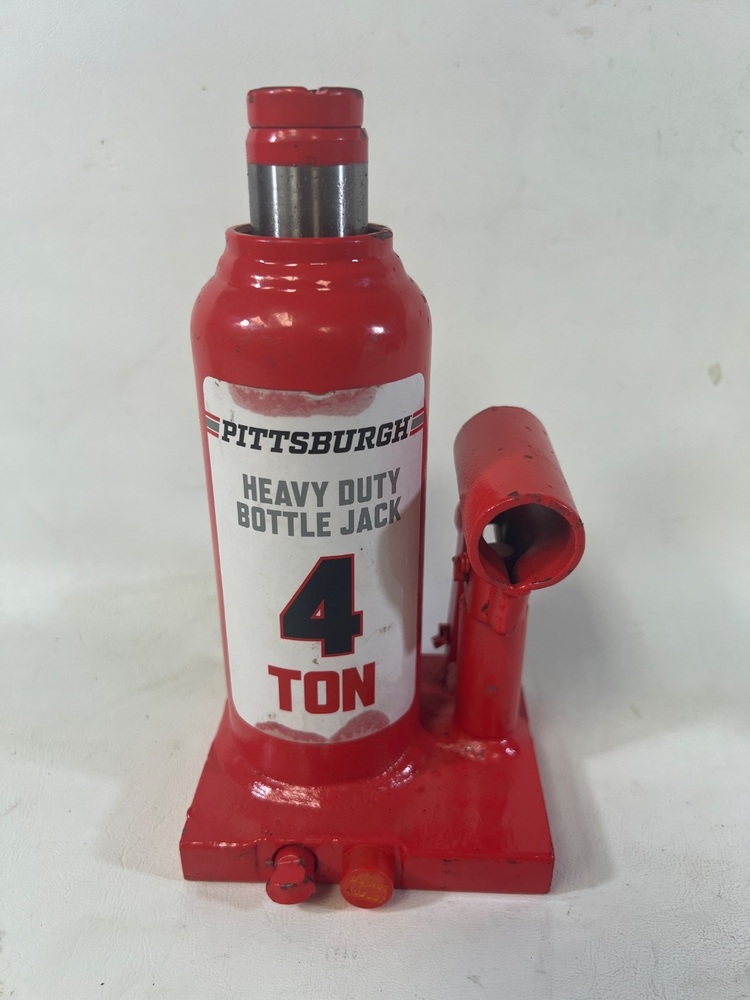 PITTSBURGH
HEAVY DUTY
BOTTLE JACK
4
TON